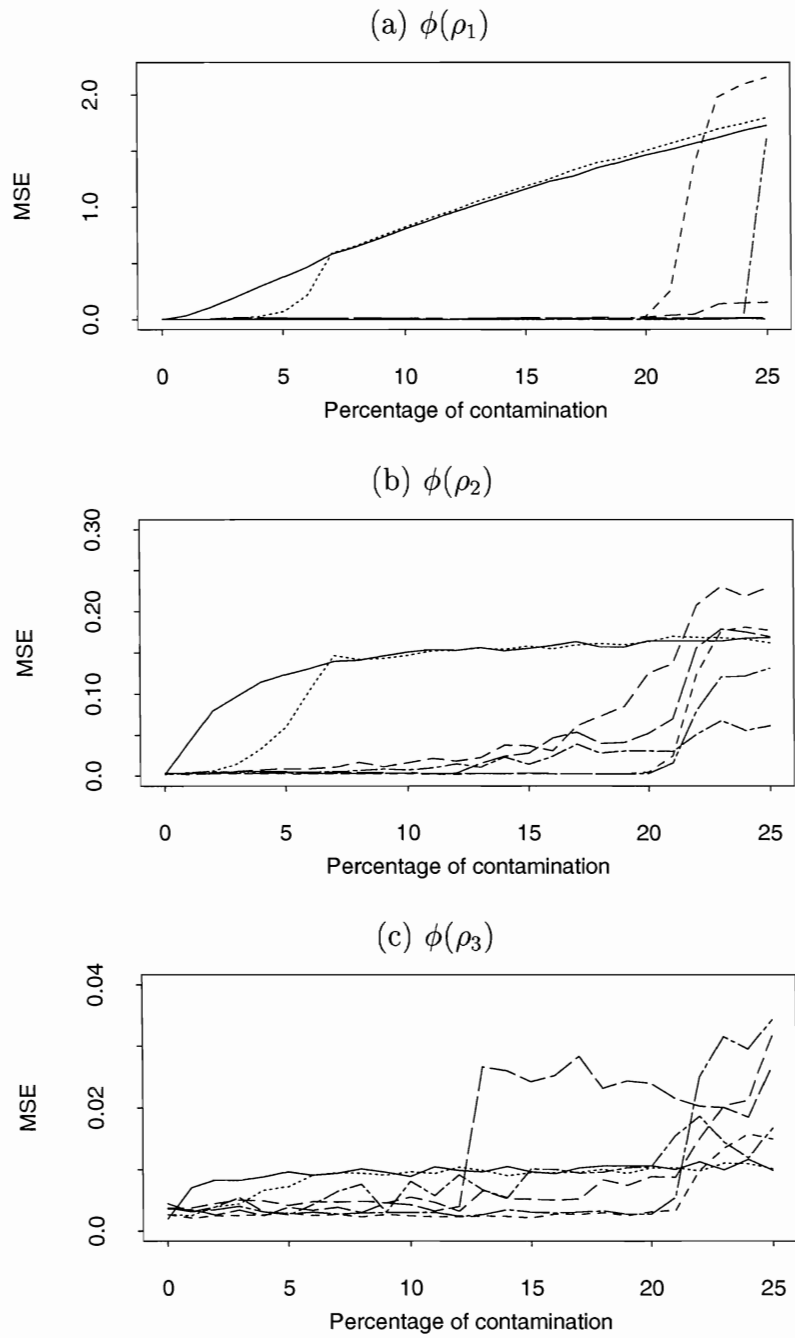 (a) ϕ(ρ₁)
MSE
2.0
1.0
0.0
0 5 10 15 20 25
Percentage of contamination
(b) ϕ(ρ₂)
MSE
0.30
0.20
0.10
0.0
0 5 10 15 20 25
Percentage of contamination
(c) ϕ(ρ₃)
MSE
0.04
0.02
0.0
0 5 10 15 20 25
Percentage of contamination